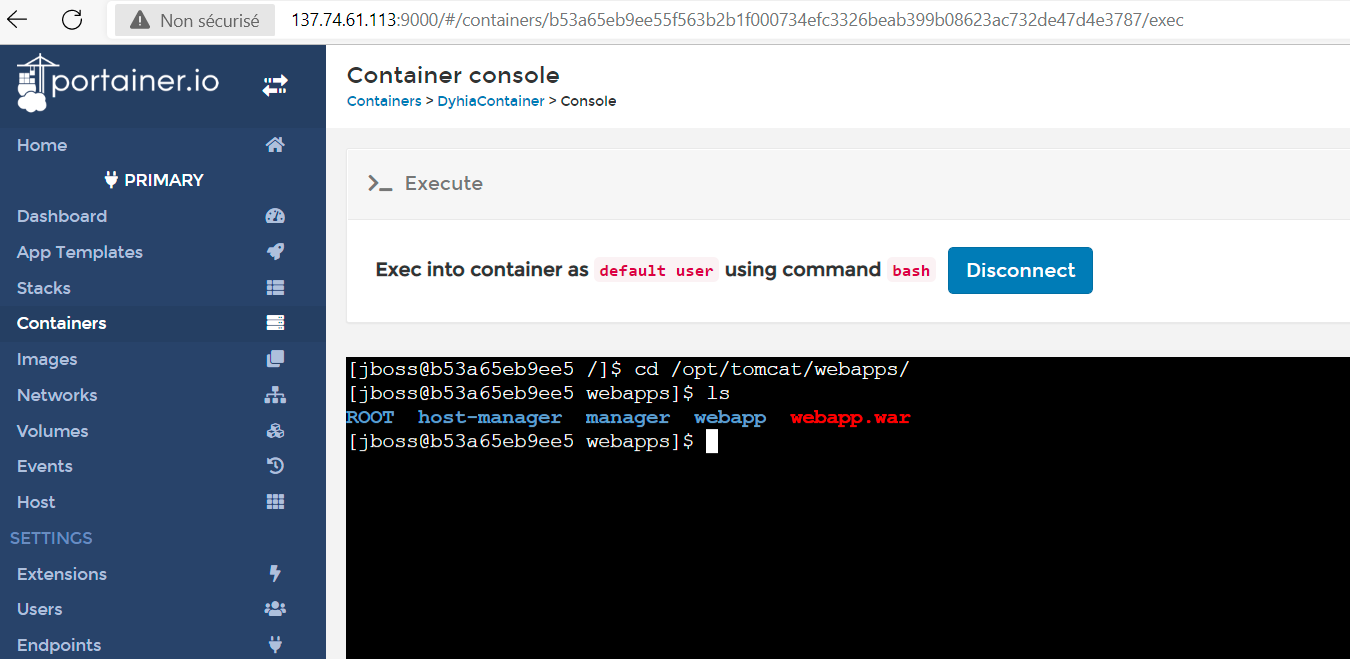 Non sécurisé 137.74.61.113:9000/#/containers/b53a65eb9ee55f563b2b1f000734efc3326beab399b08623ac732de47d4e3787/exec
portainer.io
Home
PRIMARY
Dashboard
App Templates
Stacks
Containers
Images
Networks
Volumes
Events
Host
SETTINGS
Extensions
Users
Endpoints
Container console
Containers > DyhiaContainer > Console
Execute
Exec into container as default user using command bash Disconnect
[jboss@b53a65eb9ee5 /]$ cd /opt/tomcat/webapps/
[jboss@b53a65eb9ee5 webapps]$ ls
ROOT host-manager manager webapp webapp.war
[jboss@b53a65eb9ee5 webapps]$